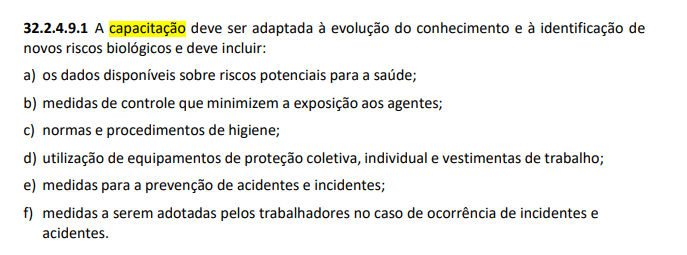 32.2.4.9.1 A capacitação deve ser adaptada à evolução do conhecimento e à identificação de
novos riscos biológicos e deve incluir:
a) os dados disponíveis sobre riscos potenciais para a saúde;
b) medidas de controle que minimizem a exposição aos agentes;
c) normas e procedimentos de higiene;
d) utilização de equipamentos de proteção coletiva, individual e vestimentas de trabalho;
e) medidas para a prevenção de acidentes e incidentes;
f) medidas a serem adotadas pelos trabalhadores no caso de ocorrência de incidentes e
acidentes.